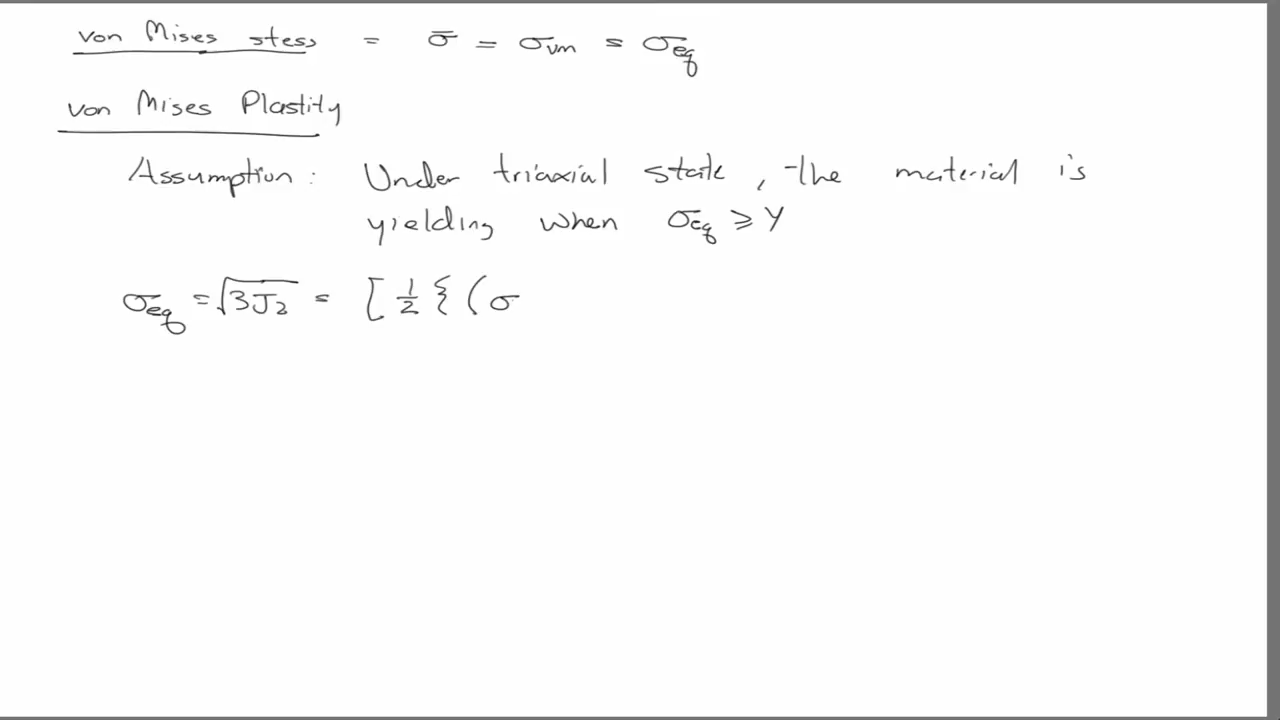 von Mises stess = σ̄ = σvm = σeq
von Mises Plastity
Assumption: Under triaxial state, the material is
yielding when σeq ≥ Y
σeq = √3J2 = [ 1/2 { ( σ